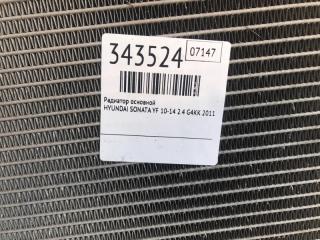 343524 07147
Радиатор основной
HYUNDAI SONATA YF 10-14 2.4 G4KK 2011